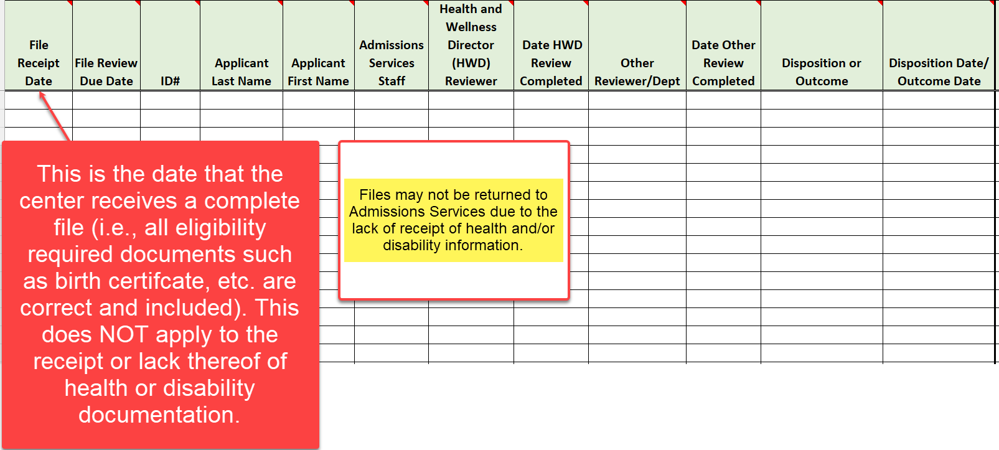 File
Receipt
Date
File Review
Due Date
ID#
Applicant
Last Name
Applicant
First Name
Admissions
Services
Staff
Health and
Wellness
Director
(HWD)
Reviewer
Date HWD
Review
Completed
Other
Reviewer/Dept
Date Other
Review
Completed
Disposition or
Outcome
Disposition Date/
Outcome Date
This is the date that the
center receives a complete
file (i.e., all eligibility
required documents such
as birth certifcate, etc. are
correct and included). This
does NOT apply to the
receipt or lack thereof of
health or disability
documentation.
Files may not be returned to
Admissions Services due to the
lack of receipt of health and/or
disability information.